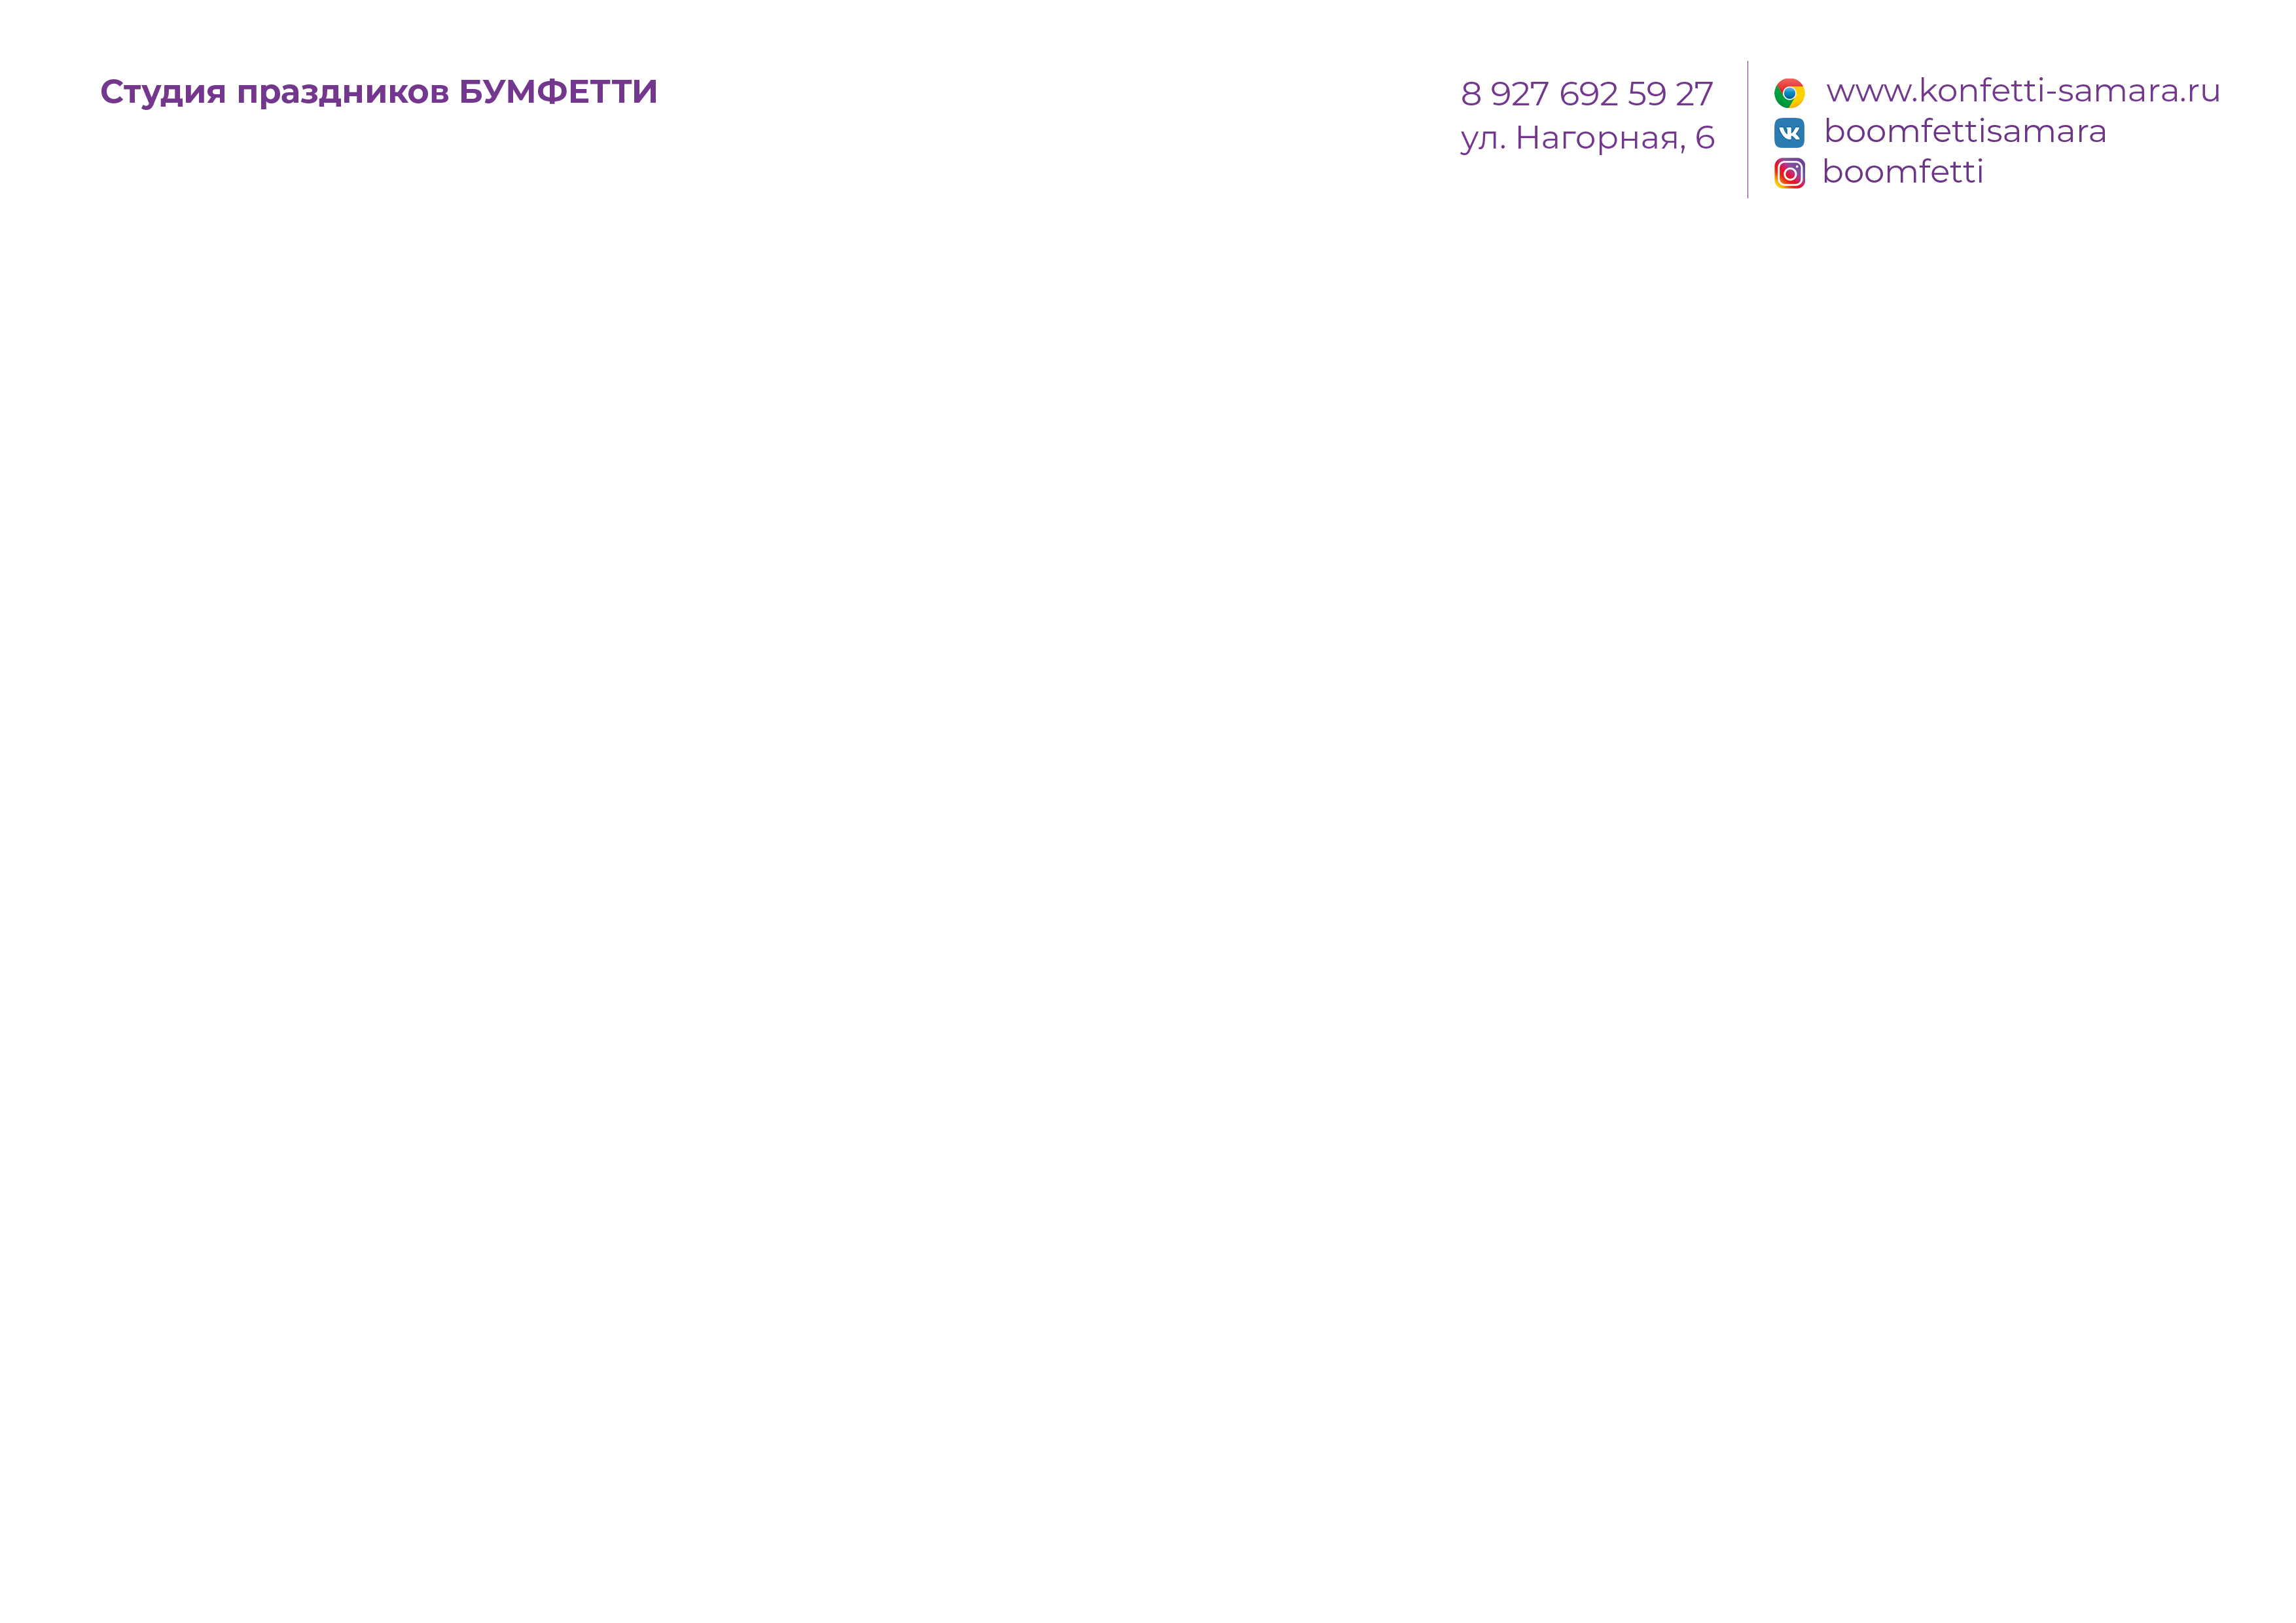 Студия праздников БУМФЕТТИ
8 927 692 59 27
ул. Нагорная, 6
www.konfetti-samara.ru
boomfettisamara
boomfetti